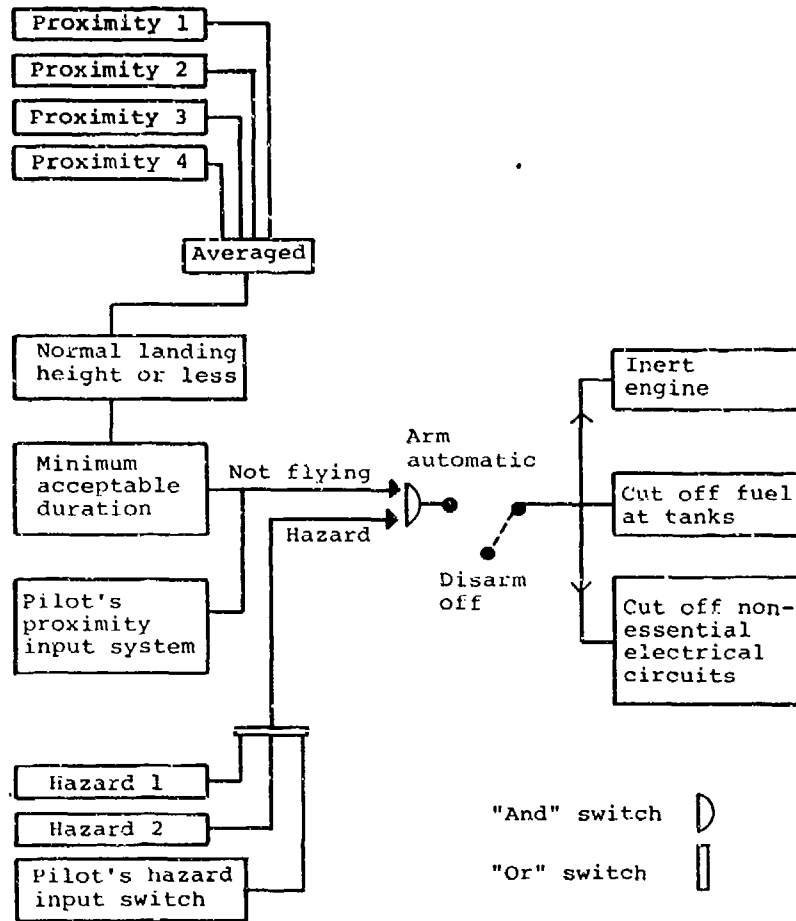 Proximity 1
Proximity 2
Proximity 3
Proximity 4
Averaged
Normal landing
height or less
Minimum
acceptable
duration
Not flying
Hazard
Arm
automatic
Disarm
off
Inert
engine
Cut off fuel
at tanks
Cut off non-
essential
electrical
circuits
Pilot's
proximity
input system
Hazard 1
Hazard 2
Pilot's hazard
input switch
"And" switch
"Or" switch